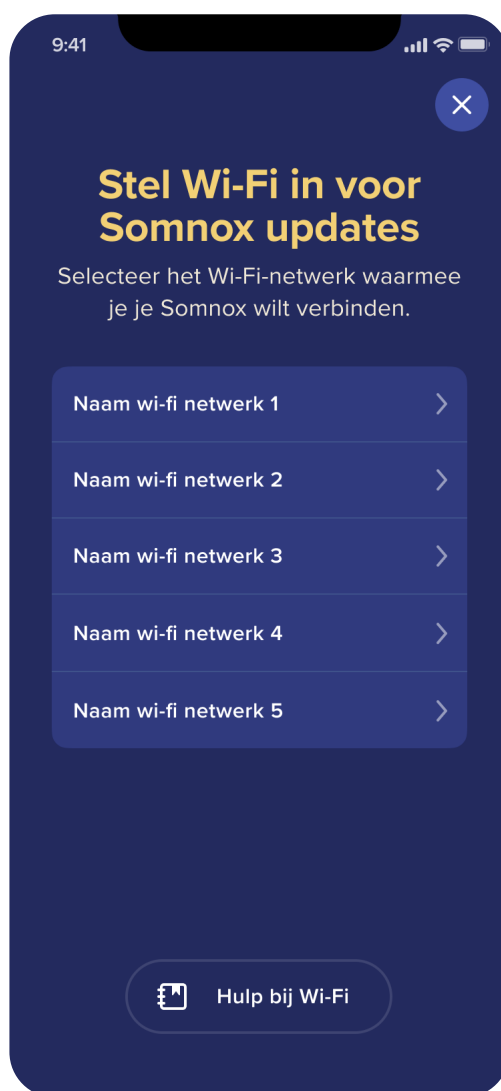 9:41
Stel Wi-Fi in voor
Somnox updates
Selecteer het Wi-Fi-netwerk waarmee
je je Somnox wilt verbinden.
Naam wi-fi netwerk 1
Naam wi-fi netwerk 2
Naam wi-fi netwerk 3
Naam wi-fi netwerk 4
Naam wi-fi netwerk 5
Hulp bij Wi-Fi